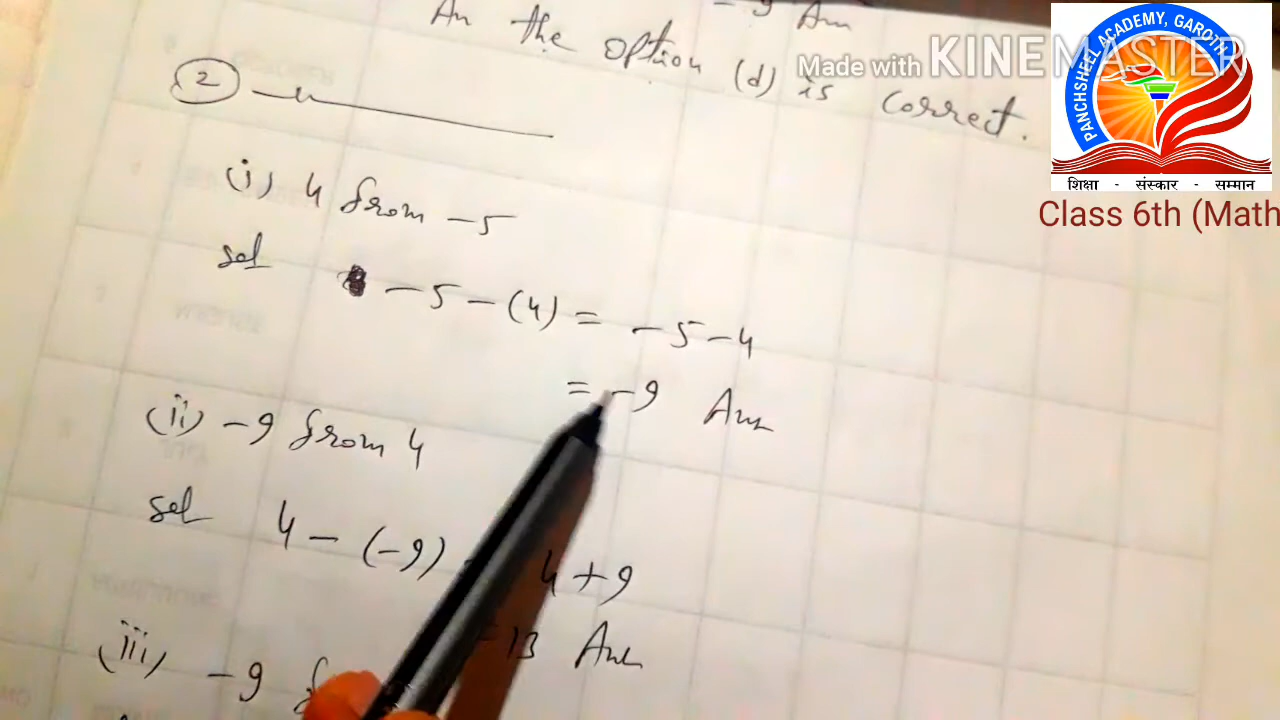 -9 Ans
An the option (d) is correct.
Made with KINEMASTER
PANCHSHEEL ACADEMY, GAROTH
शिक्षा - संस्कार - सम्मान
Class 6th (Math
(2)
(i) 4 from -5
sol -5-(4) = -5-4
= -9 Ans
(ii) -9 from 4
sol 4-(-9) 4+9
=13 Ans
(iii) -9